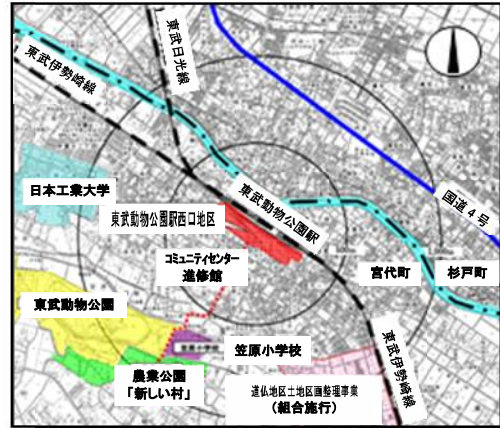 東武日光線
東武伊勢崎線
国道4号
日本工業大学
東武動物公園駅西口地区
東武動物公園駅
コミュニティセンター
進修館
宮代町
杉戸町
東武動物公園
笠原小学校
東武伊勢崎線
農業公園
「新しい村」
道仏地区土地区画整理事業
(組合施行)